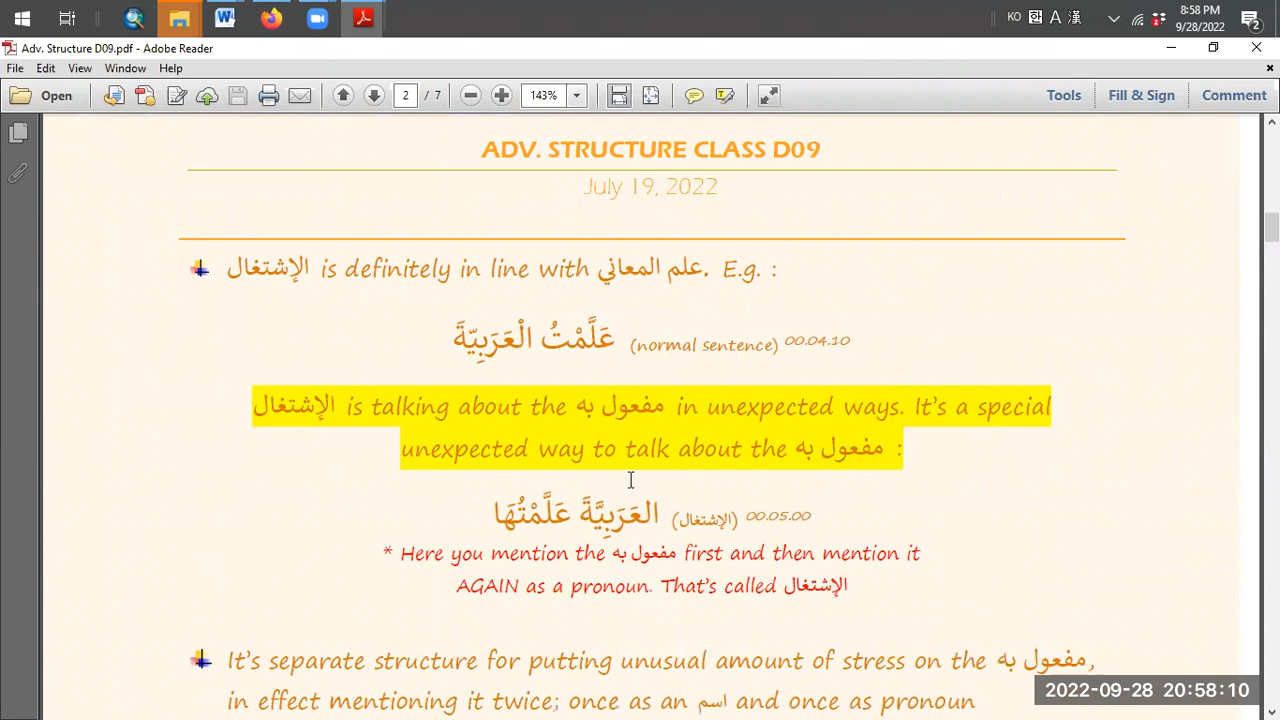 8:58 PM
KO A 漢
9/28/2022
2
Adv. Structure D09.pdf - Adobe Reader
File Edit View Window Help
Open 2 / 7 143% Tools Fill & Sign Comment
ADV. STRUCTURE CLASS D09
July 19, 2022
الإشتغال is definitely in line with علم المعاني. E.g. :
عَلَّمْتُ الْعَرَبِيّةَ (normal sentence) 00.04.10
الإشتغال is talking about the مفعول به in unexpected ways. It's a special
unexpected way to talk about the مفعول به :
العَرَبِيَّةَ عَلَّمْتُهَا (الإشتغال) 00.05.00
* Here you mention the مفعول به first and then mention it
AGAIN as a pronoun. That's called الإشتغال
It's separate structure for putting unusual amount of stress on the مفعول به,
in effect mentioning it twice; once as an اسم and once as pronoun
2022-09-28 20:58:10